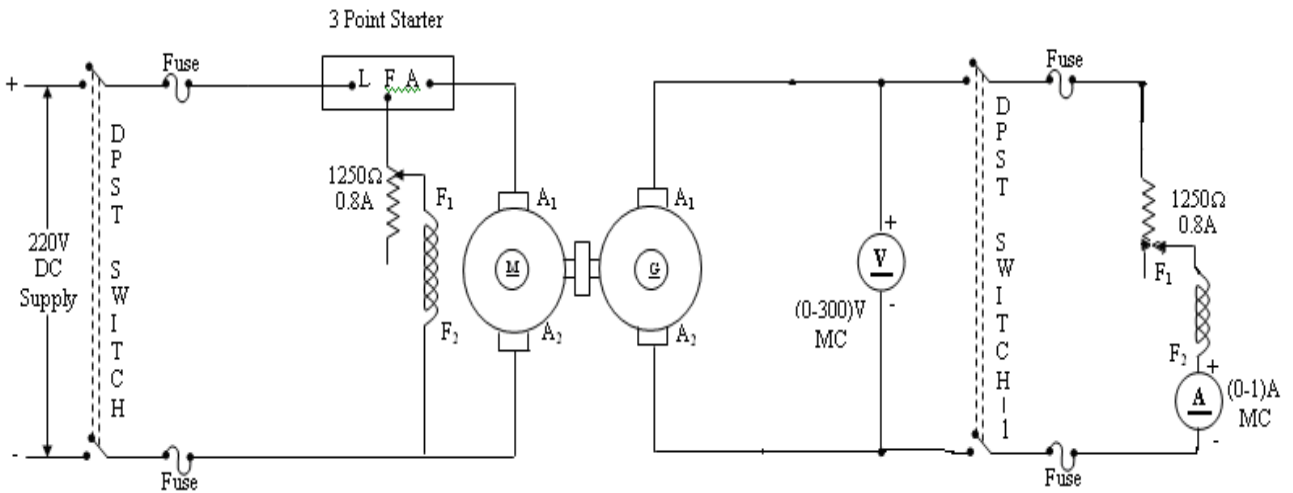 3 Point Starter
Fuse
Fuse
+
L F A
+
D
P
S
T
S
W
I
T
C
H
1250Ω
0.8A
F₁
A₁
A₁
D
P
S
T
S
W
I
T
C
H
|
1
1250Ω
0.8A
220V
DC
Supply
M
G
+
V
-
(0-300)V
MC
F₁
F₂
A₂
A₂
F₂
+
A
-
(0-1)A
MC
-
Fuse
Fuse